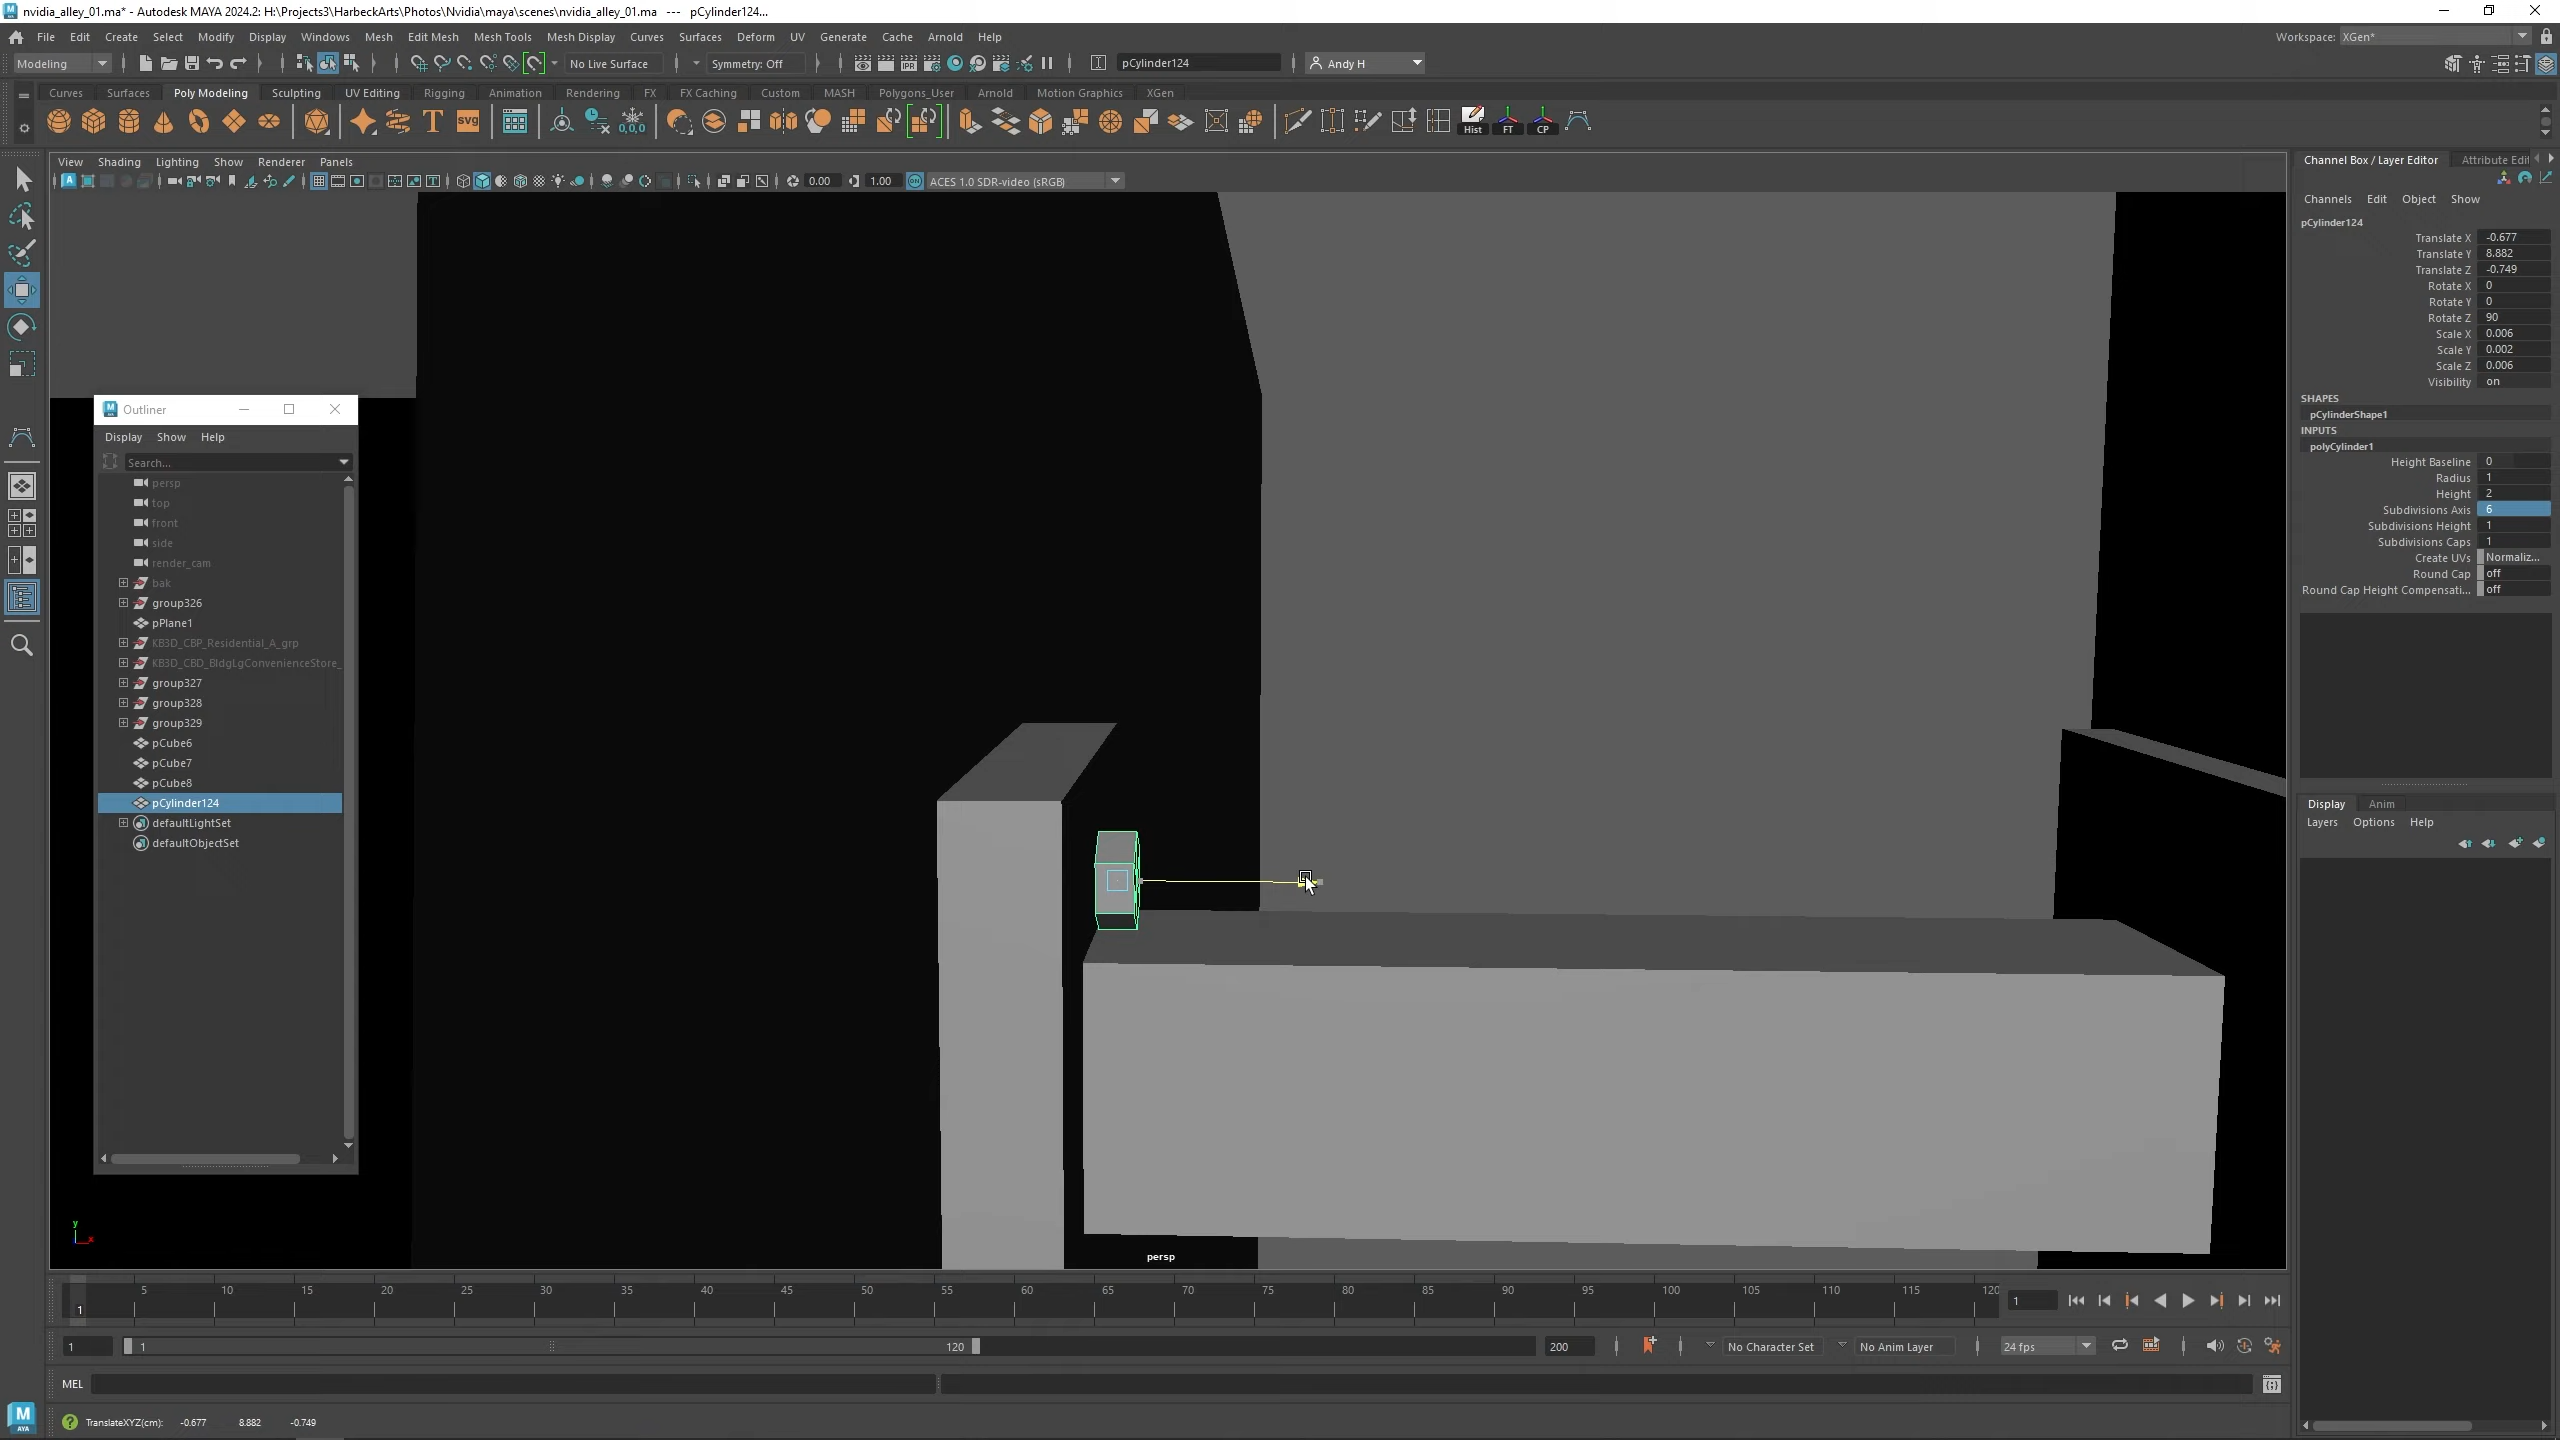 nvidia_alley_01.ma* - Autodesk MAYA 2024.2: H:\Projects3\HarbeckArts\Photos\Nvidia\maya\scenes\nvidia_alley_01.ma   ---   pCylinder124...
File Edit Create Select Modify Display Windows Mesh Edit Mesh Mesh Tools Mesh Display Curves Surfaces Deform UV Generate Cache Arnold Help
Workspace: XGen*
Modeling No Live Surface Symmetry: Off pCylinder124 Andy H
Curves Surfaces Poly Modeling Sculpting UV Editing Rigging Animation Rendering FX FX Caching Custom MASH Polygons_User Arnold Motion Graphics XGen
T svg 0,0,0 Hist FT CP
View Shading Lighting Show Renderer Panels
0.00 1.00 ACES 1.0 SDR-video (sRGB)
Outliner
Display Show Help
Search...
persp
top
front
side
render_cam
bak
group326
pPlane1
KB3D_CBP_Residential_A_grp
KB3D_CBD_BldgLgConvenienceStore_
group327
group328
group329
pCube6
pCube7
pCube8
pCylinder124
defaultLightSet
defaultObjectSet
y
x
persp
Channel Box / Layer Editor Attribute Edit
Channels Edit Object Show
pCylinder124
Translate X -0.677
Translate Y 8.882
Translate Z -0.749
Rotate X 0
Rotate Y 0
Rotate Z 90
Scale X 0.006
Scale Y 0.002
Scale Z 0.006
Visibility on
SHAPES
pCylinderShape1
INPUTS
polyCylinder1
Height Baseline 0
Radius 1
Height 2
Subdivisions Axis 6
Subdivisions Height 1
Subdivisions Caps 1
Create UVs Normaliz...
Round Cap off
Round Cap Height Compensati... off
Display Anim
Layers Options Help
5 10 15 20 25 30 35 40 45 50 55 60 65 70 75 80 85 90 95 100 105 110 115 120
1 1
1 1 120 200 No Character Set No Anim Layer 24 fps
MEL
TranslateXYZ(cm): -0.677 8.882 -0.749